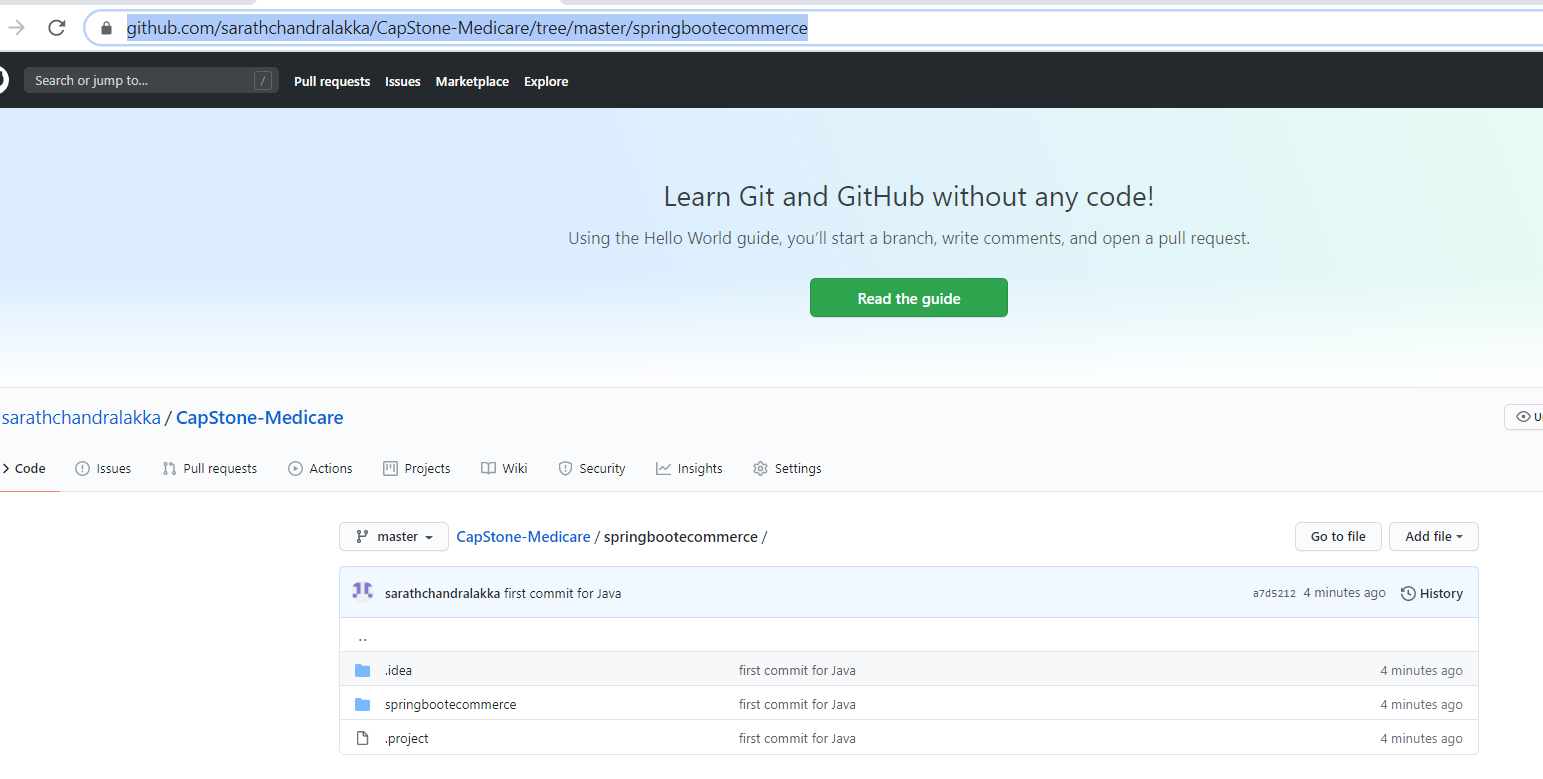 github.com/sarathchandralakka/CapStone-Medicare/tree/master/springbootecommerce
Search or jump to... / Pull requests Issues Marketplace Explore
Learn Git and GitHub without any code!
Using the Hello World guide, you’ll start a branch, write comments, and open a pull request.
Read the guide
sarathchandralakka / CapStone-Medicare
Code Issues Pull requests Actions Projects Wiki Security Insights Settings
master CapStone-Medicare / springbootecommerce / Go to file Add file
sarathchandralakka first commit for Java a7d5212 4 minutes ago History
..
.idea first commit for Java 4 minutes ago
springbootecommerce first commit for Java 4 minutes ago
.project first commit for Java 4 minutes ago